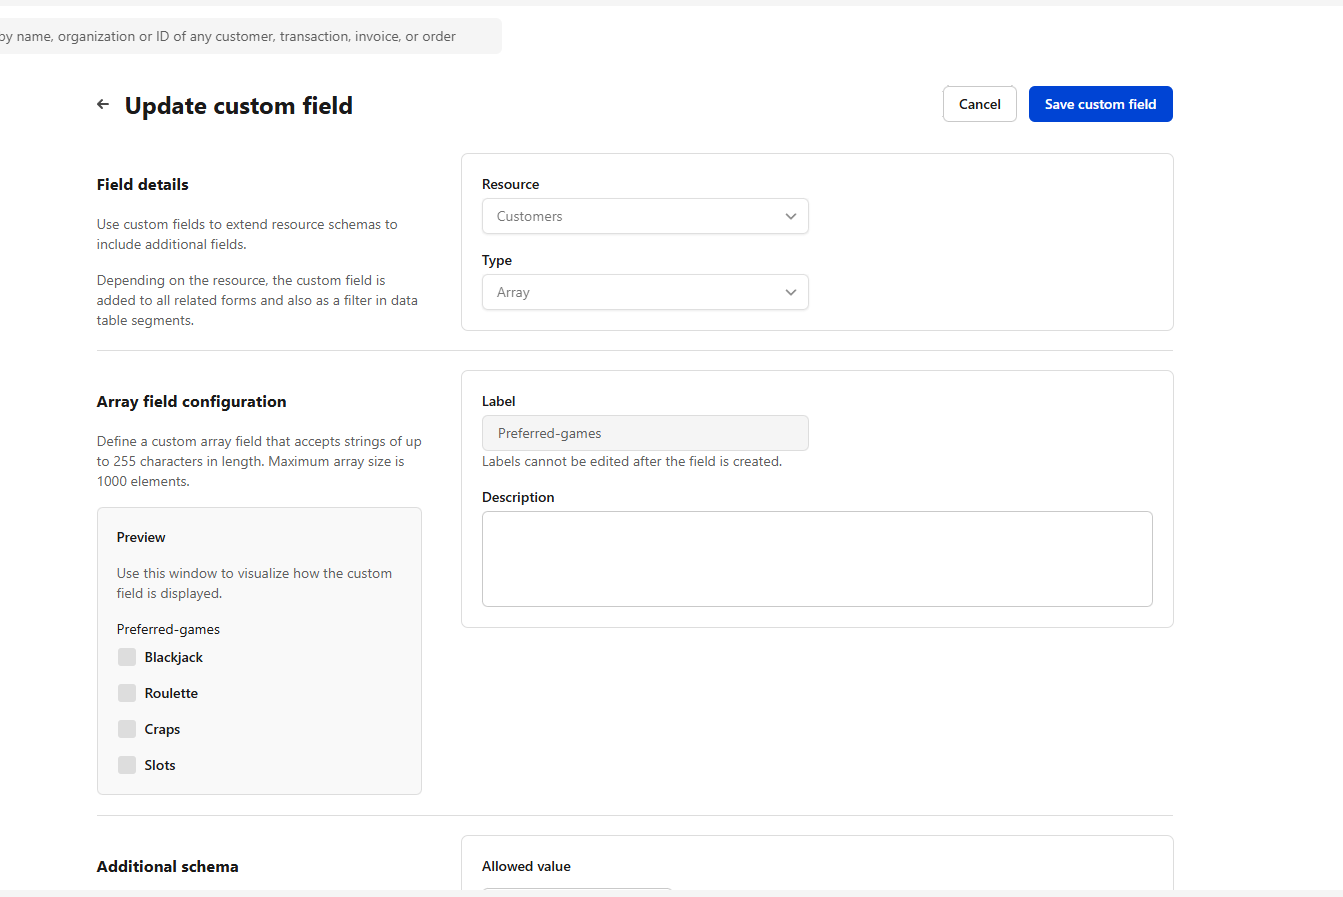 by name, organization or ID of any customer, transaction, invoice, or order
Update custom field
Cancel
Save custom field
Field details
Use custom fields to extend resource schemas to
include additional fields.
Depending on the resource, the custom field is
added to all related forms and also as a filter in data
table segments.
Resource
Customers
Type
Array
Array field configuration
Define a custom array field that accepts strings of up
to 255 characters in length. Maximum array size is
1000 elements.
Preview
Use this window to visualize how the custom
field is displayed.
Preferred-games
Blackjack
Roulette
Craps
Slots
Label
Preferred-games
Labels cannot be edited after the field is created.
Description
Additional schema
Allowed value